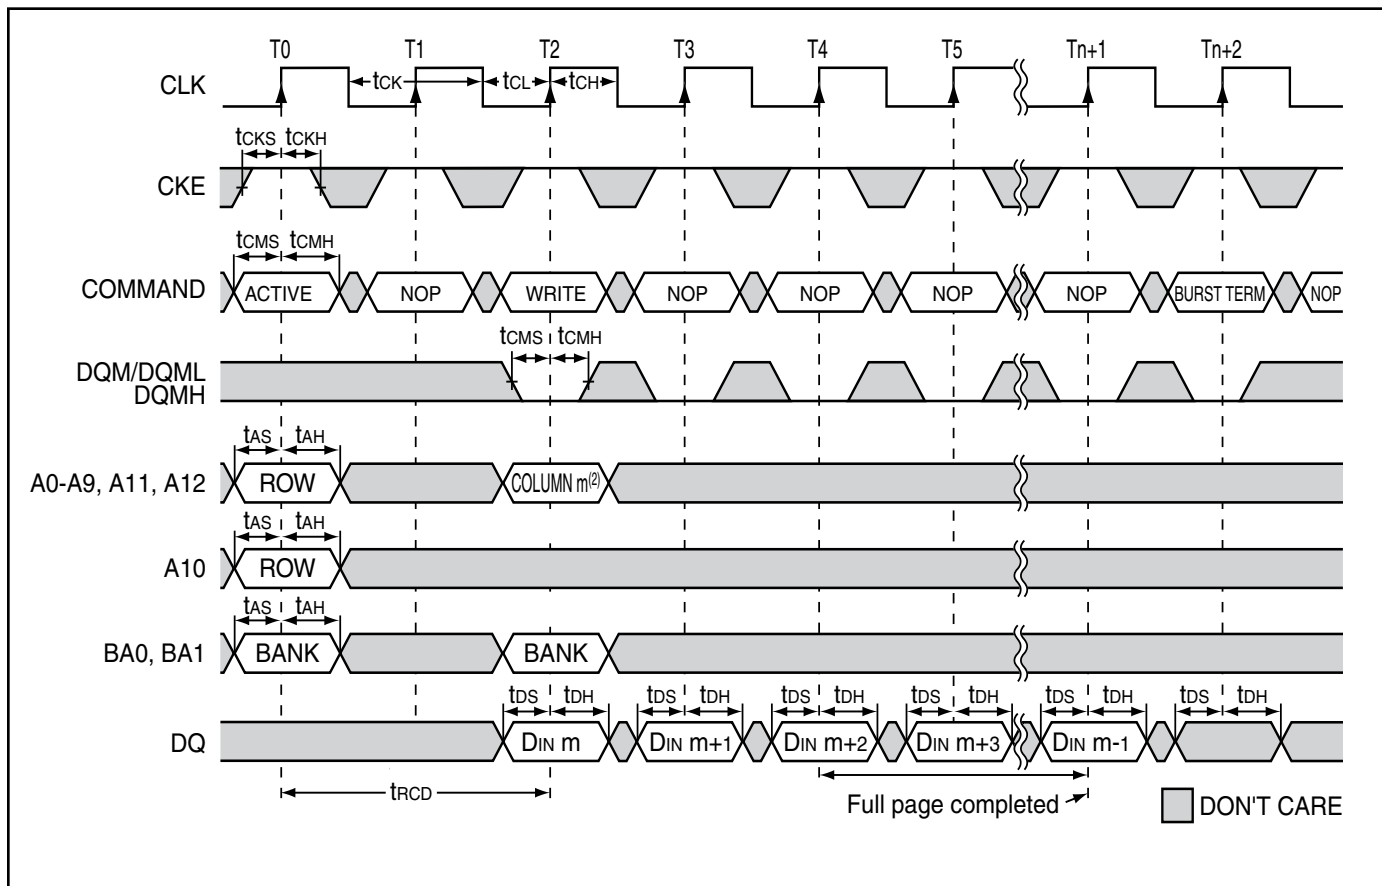 T0 T1 T2 T3 T4 T5 Tn+1 Tn+2
CLK tCK tCL tCH
tCKS tCKH
CKE
tCMS tCMH
COMMAND ACTIVE NOP WRITE NOP NOP NOP NOP BURST TERM NOP
tCMS tCMH
DQM/DQML
DQMH
tAS tAH
A0-A9, A11, A12 ROW COLUMN m(2)
tAS tAH
A10 ROW
tAS tAH
BA0, BA1 BANK BANK
tDS tDH tDS tDH tDS tDH tDS tDH tDS tDH tDS tDH
DQ DIN m DIN m+1 DIN m+2 DIN m+3 DIN m-1
tRCD
Full page completed
DON'T CARE